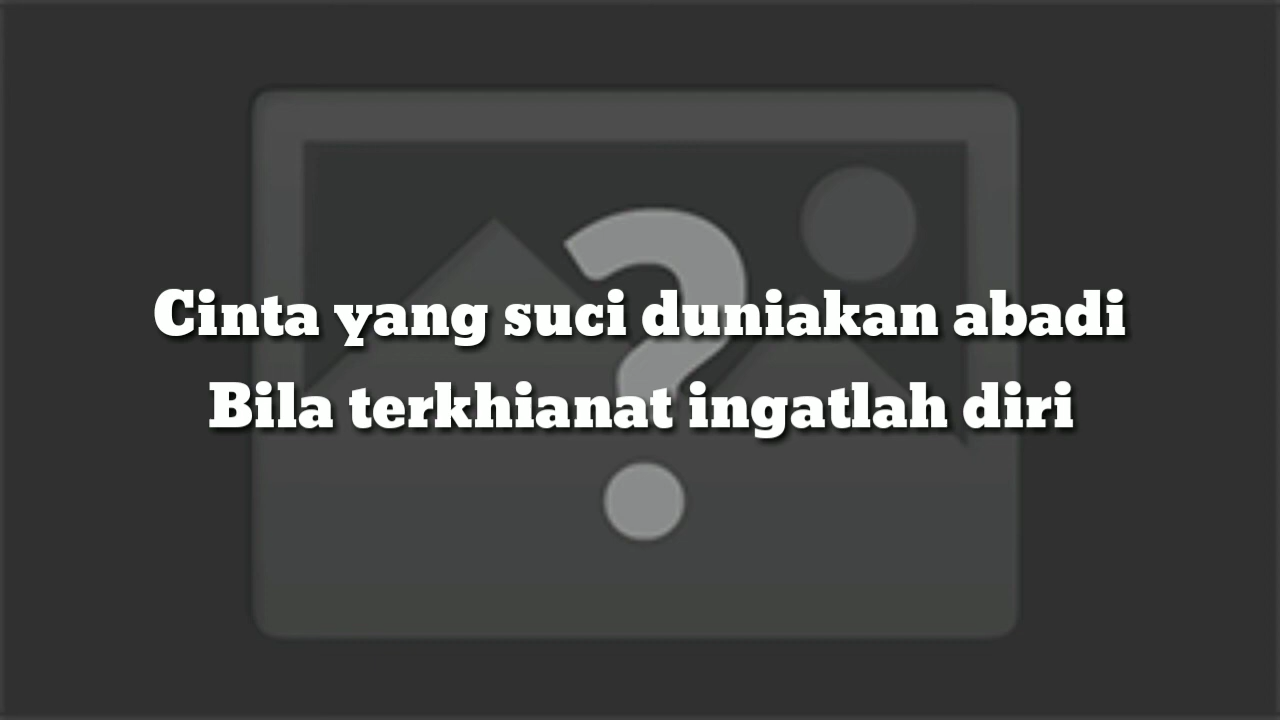 Cinta yang suci duniakan abadi
Bila terkhianat ingatlah diri